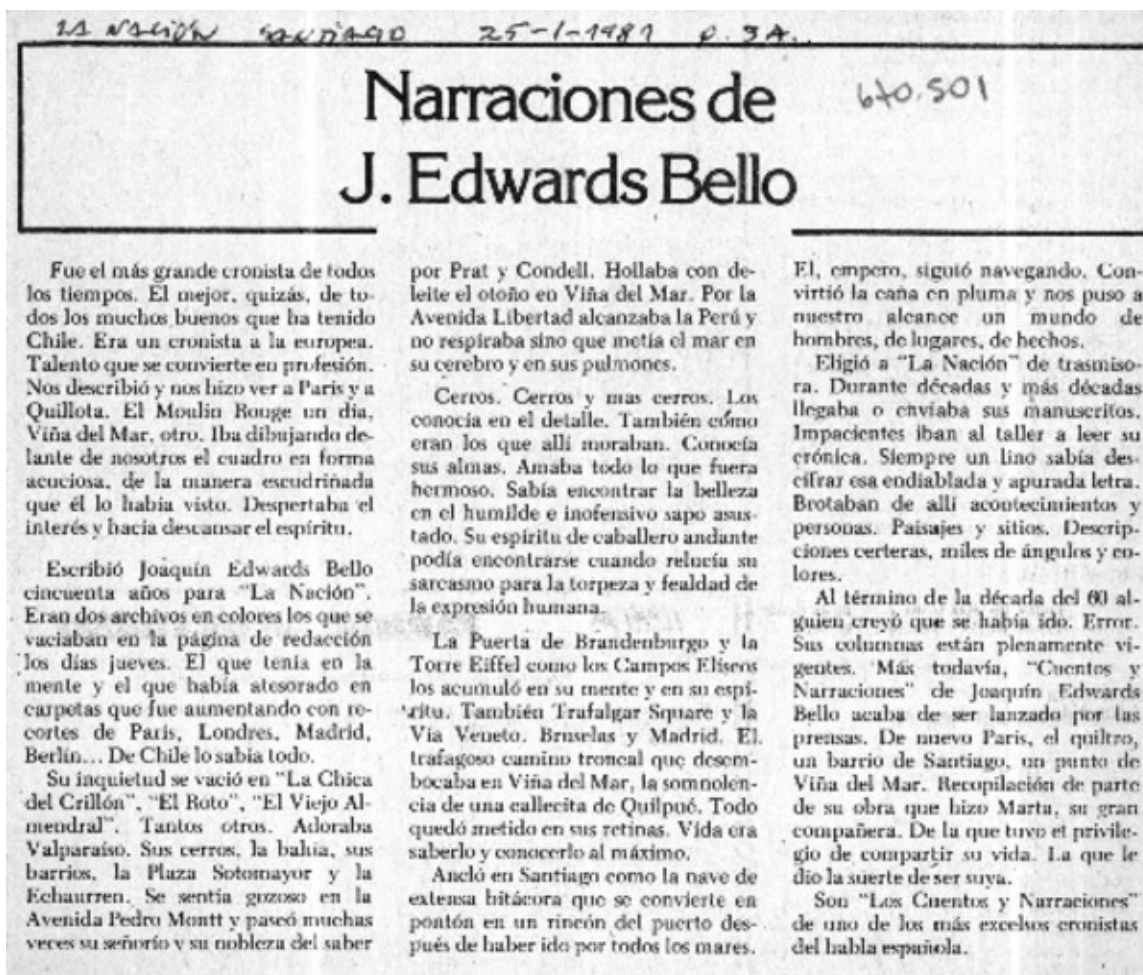 LA NACIÓN SANTIAGO 25-1-1981 P. 3A.
640.501
Narraciones de
J. Edwards Bello
Fue el más grande cronista de todos
los tiempos. El mejor, quizás, de to-
dos los muchos buenos que ha tenido
Chile. Era un cronista a la europea.
Talento que se convierte en profesión.
Nos describió y nos hizo ver a París y a
Quillota. El Moulin Rouge un día,
Viña del Mar, otro. Iba dibujando de-
lante de nosotros el cuadro en forma
acuciosa, de la manera escudriñada
que él lo había visto. Despertaba el
interés y hacía descansar el espíritu.
Escribió Joaquín Edwards Bello
cincuenta años para "La Nación".
Eran dos archivos en colores los que se
vaciaban en la página de redacción
los días jueves. El que tenía en la
mente y el que había atesorado en
carpetas que fue aumentando con re-
cortes de París, Londres, Madrid,
Berlín... De Chile lo sabía todo.
Su inquietud se vació en "La Chica
del Crillón", "El Roto", "El Viejo Al-
mendral". Tantos otros. Adoraba
Valparaíso. Sus cerros, la bahía, sus
barrios, la Plaza Sotomayor y la
Echaurren. Se sentía gozoso en la
Avenida Pedro Montt y paseó muchas
veces su señorío y su nobleza del saber
por Prat y Condell. Hollaba con de-
leite el otoño en Viña del Mar. Por la
Avenida Libertad alcanzaba la Perú y
no respiraba sino que metía el mar en
su cerebro y en sus pulmones.
Cerros. Cerros y mas cerros. Los
conocía en el detalle. También cómo
eran los que allí moraban. Conocía
sus almas. Amaba todo lo que fuera
hermoso. Sabía encontrar la belleza
en el humilde e inofensivo sapo asus-
tado. Su espíritu de caballero andante
podía encontrarse cuando relucía su
sarcasmo para la torpeza y fealdad de
la expresión humana.
La Puerta de Brandenburgo y la
Torre Eiffel como los Campos Elíseos
los acumuló en su mente y en su espí-
ritu. También Trafalgar Square y la
Via Veneto. Bruselas y Madrid. El
trafagoso camino troncal que desem-
bocaba en Viña del Mar, la somnolen-
cia de una callecita de Quilpué. Todo
quedó metido en sus retinas. Vida era
saberlo y conocerlo al máximo.
Ancló en Santiago como la nave de
extensa bitácora que se convierte en
pontón en un rincón del puerto des-
pués de haber ido por todos los mares.
El, empero, siguió navegando. Con-
virtió la caña en pluma y nos puso a
nuestro alcance un mundo de
hombres, de lugares, de hechos.
Eligió a "La Nación" de trasmiso-
ra. Durante décadas y más décadas
llegaba o enviaba sus manuscritos.
Impacientes iban al taller a leer su
crónica. Siempre un lino sabía des-
cifrar esa endiablada y apurada letra.
Brotaban de allí acontecimientos y
personas. Paisajes y sitios. Descrip-
ciones certeras, miles de ángulos y co-
lores.
Al término de la década del 60 al-
guien creyó que se había ido. Error.
Sus columnas están plenamente vi-
gentes. Más todavía, "Cuentos y
Narraciones" de Joaquín Edwards
Bello acaba de ser lanzado por las
prensas. De nuevo París, el quiltro,
un barrio de Santiago, un punto de
Viña del Mar. Recopilación de parte
de su obra que hizo Marta, su gran
compañera. De la que tuvo el privile-
gio de compartir su vida. La que le
dio la suerte de ser suya.
Son "Los Cuentos y Narraciones"
de uno de los más excelsos cronistas
del habla española.